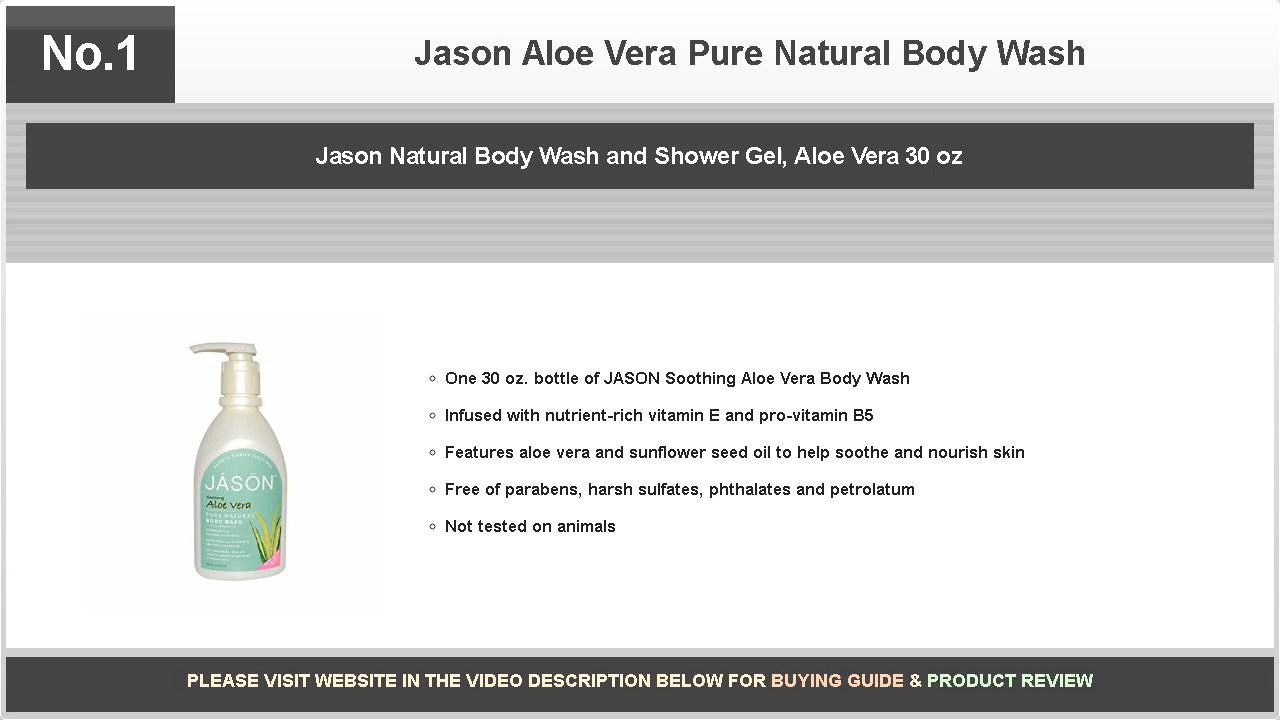 No.1
Jason Aloe Vera Pure Natural Body Wash
Jason Natural Body Wash and Shower Gel, Aloe Vera 30 oz
One 30 oz. bottle of JASON Soothing Aloe Vera Body Wash
Infused with nutrient-rich vitamin E and pro-vitamin B5
Features aloe vera and sunflower seed oil to help soothe and nourish skin
Free of parabens, harsh sulfates, phthalates and petrolatum
Not tested on animals
JĀSÖN
Soothing
Aloe Vera
PURE NATURAL
BODY WASH
PLEASE VISIT WEBSITE IN THE VIDEO DESCRIPTION BELOW FOR BUYING GUIDE & PRODUCT REVIEW